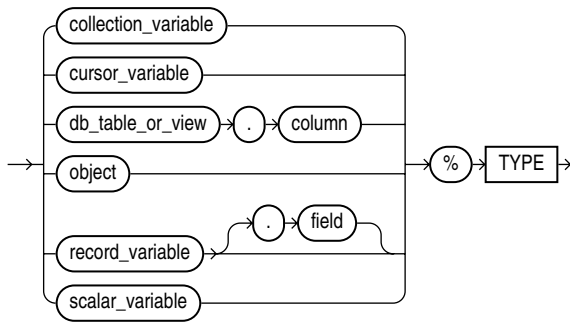 collection_variable
cursor_variable
db_table_or_view . column
object
% TYPE
. field
record_variable
scalar_variable